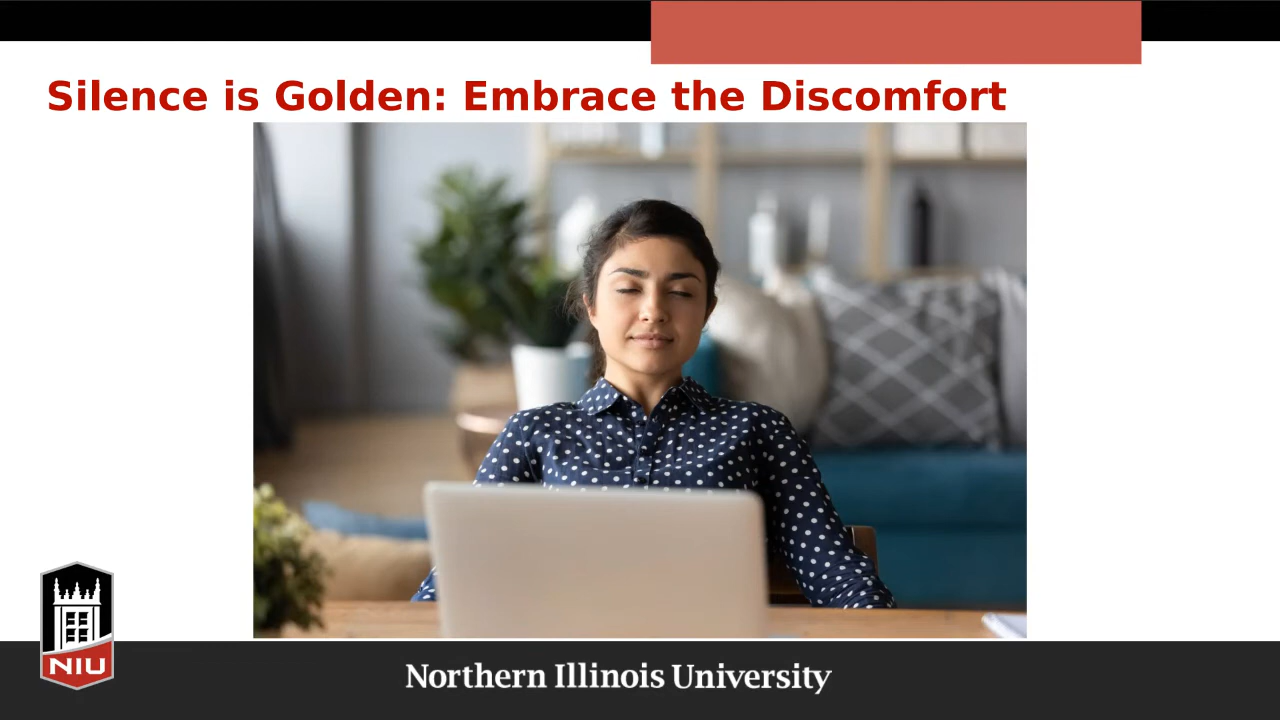 Silence is Golden: Embrace the Discomfort
NIU
Northern Illinois University